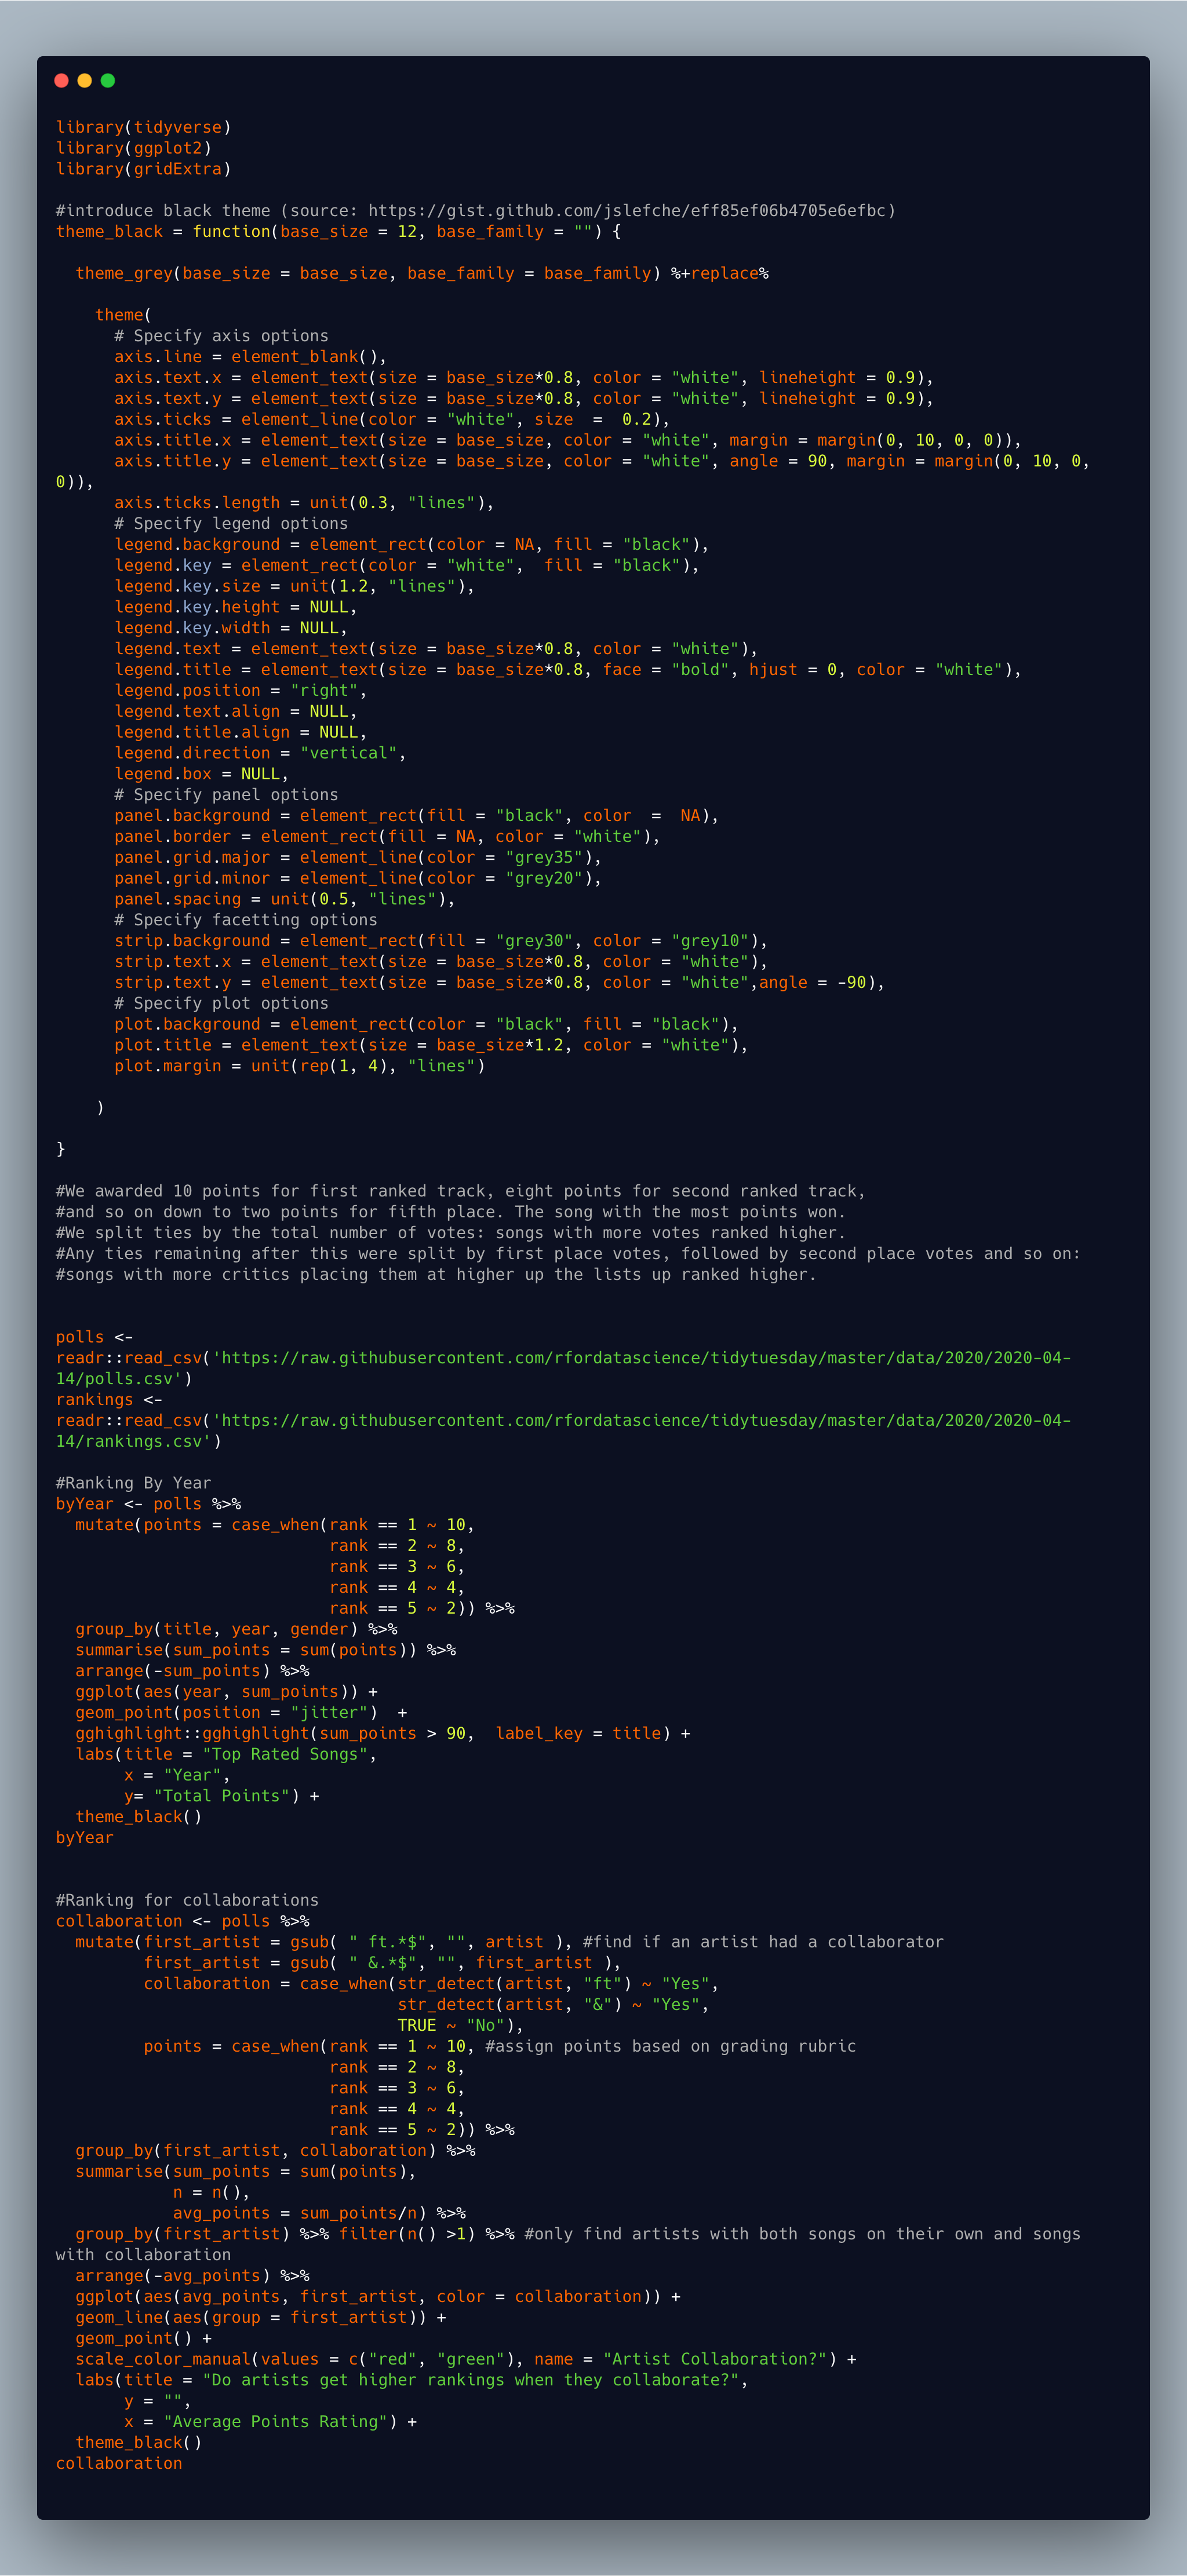 library(tidyverse)
library(ggplot2)
library(gridExtra)

#introduce black theme (source: https://gist.github.com/jslefche/eff85ef06b4705e6efbc)
theme_black = function(base_size = 12, base_family = "") {

  theme_grey(base_size = base_size, base_family = base_family) %+replace%

    theme(
      # Specify axis options
      axis.line = element_blank(),
      axis.text.x = element_text(size = base_size*0.8, color = "white", lineheight = 0.9),
      axis.text.y = element_text(size = base_size*0.8, color = "white", lineheight = 0.9),
      axis.ticks = element_line(color = "white", size  =  0.2),
      axis.title.x = element_text(size = base_size, color = "white", margin = margin(0, 10, 0, 0)),
      axis.title.y = element_text(size = base_size, color = "white", angle = 90, margin = margin(0, 10, 0,
0)),
      axis.ticks.length = unit(0.3, "lines"),
      # Specify legend options
      legend.background = element_rect(color = NA, fill = "black"),
      legend.key = element_rect(color = "white",  fill = "black"),
      legend.key.size = unit(1.2, "lines"),
      legend.key.height = NULL,
      legend.key.width = NULL,
      legend.text = element_text(size = base_size*0.8, color = "white"),
      legend.title = element_text(size = base_size*0.8, face = "bold", hjust = 0, color = "white"),
      legend.position = "right",
      legend.text.align = NULL,
      legend.title.align = NULL,
      legend.direction = "vertical",
      legend.box = NULL,
      # Specify panel options
      panel.background = element_rect(fill = "black", color  =  NA),
      panel.border = element_rect(fill = NA, color = "white"),
      panel.grid.major = element_line(color = "grey35"),
      panel.grid.minor = element_line(color = "grey20"),
      panel.spacing = unit(0.5, "lines"),
      # Specify facetting options
      strip.background = element_rect(fill = "grey30", color = "grey10"),
      strip.text.x = element_text(size = base_size*0.8, color = "white"),
      strip.text.y = element_text(size = base_size*0.8, color = "white",angle = -90),
      # Specify plot options
      plot.background = element_rect(color = "black", fill = "black"),
      plot.title = element_text(size = base_size*1.2, color = "white"),
      plot.margin = unit(rep(1, 4), "lines")

    )

}

#We awarded 10 points for first ranked track, eight points for second ranked track,
#and so on down to two points for fifth place. The song with the most points won.
#We split ties by the total number of votes: songs with more votes ranked higher.
#Any ties remaining after this were split by first place votes, followed by second place votes and so on:
#songs with more critics placing them at higher up the lists up ranked higher.


polls <-
readr::read_csv('https://raw.githubusercontent.com/rfordatascience/tidytuesday/master/data/2020/2020-04-
14/polls.csv')
rankings <-
readr::read_csv('https://raw.githubusercontent.com/rfordatascience/tidytuesday/master/data/2020/2020-04-
14/rankings.csv')

#Ranking By Year
byYear <- polls %>%
  mutate(points = case_when(rank == 1 ~ 10,
                            rank == 2 ~ 8,
                            rank == 3 ~ 6,
                            rank == 4 ~ 4,
                            rank == 5 ~ 2)) %>%
  group_by(title, year, gender) %>%
  summarise(sum_points = sum(points)) %>%
  arrange(-sum_points) %>%
  ggplot(aes(year, sum_points)) +
  geom_point(position = "jitter")  +
  gghighlight::gghighlight(sum_points > 90,  label_key = title) +
  labs(title = "Top Rated Songs",
       x = "Year",
       y= "Total Points") +
  theme_black()
byYear


#Ranking for collaborations
collaboration <- polls %>%
  mutate(first_artist = gsub( " ft.*$", "", artist ), #find if an artist had a collaborator
         first_artist = gsub( " &.*$", "", first_artist ),
         collaboration = case_when(str_detect(artist, "ft") ~ "Yes",
                                   str_detect(artist, "&") ~ "Yes",
                                   TRUE ~ "No"),
         points = case_when(rank == 1 ~ 10, #assign points based on grading rubric
                            rank == 2 ~ 8,
                            rank == 3 ~ 6,
                            rank == 4 ~ 4,
                            rank == 5 ~ 2)) %>%
  group_by(first_artist, collaboration) %>%
  summarise(sum_points = sum(points),
            n = n(),
            avg_points = sum_points/n) %>%
  group_by(first_artist) %>% filter(n() >1) %>% #only find artists with both songs on their own and songs
with collaboration
  arrange(-avg_points) %>%
  ggplot(aes(avg_points, first_artist, color = collaboration)) +
  geom_line(aes(group = first_artist)) +
  geom_point() +
  scale_color_manual(values = c("red", "green"), name = "Artist Collaboration?") +
  labs(title = "Do artists get higher rankings when they collaborate?",
       y = "",
       x = "Average Points Rating") +
  theme_black()
collaboration